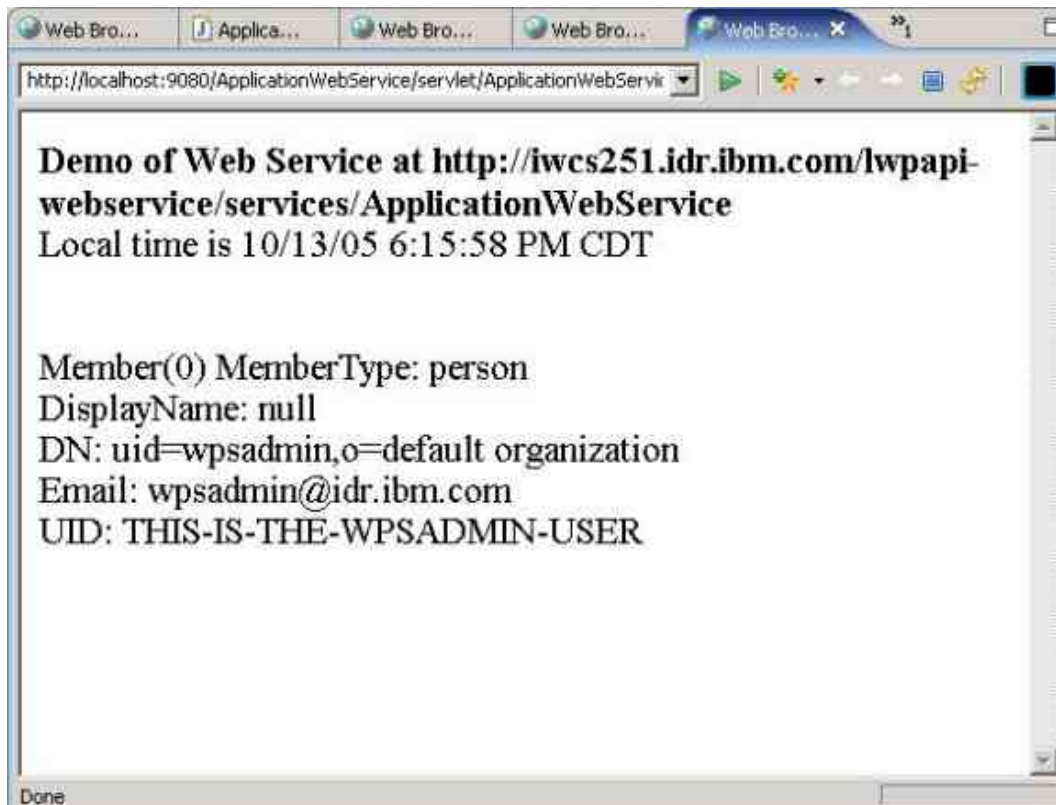 Web Bro... Applica... Web Bro... Web Bro... Web Bro... 1
http://localhost:9080/ApplicationWebService/servlet/ApplicationWebServi
Demo of Web Service at http://iwcs251.idr.ibm.com/lwpapi-
webservice/services/ApplicationWebService
Local time is 10/13/05 6:15:58 PM CDT
Member(0) MemberType: person
DisplayName: null
DN: uid=wpsadmin,o=default organization
Email: wpsadmin@idr.ibm.com
UID: THIS-IS-THE-WPSADMIN-USER
Done